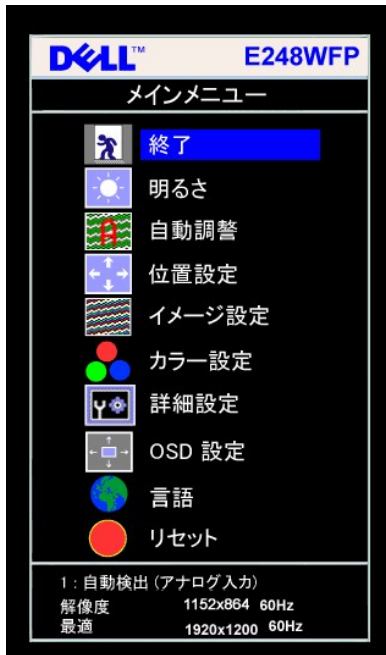 DELL™ E248WFP
メインメニュー
終了
明るさ
自動調整
位置設定
イメージ設定
カラー設定
詳細設定
OSD 設定
言語
リセット
1 : 自動検出 (アナログ入力)
解像度 1152x864 60Hz
最適 1920x1200 60Hz